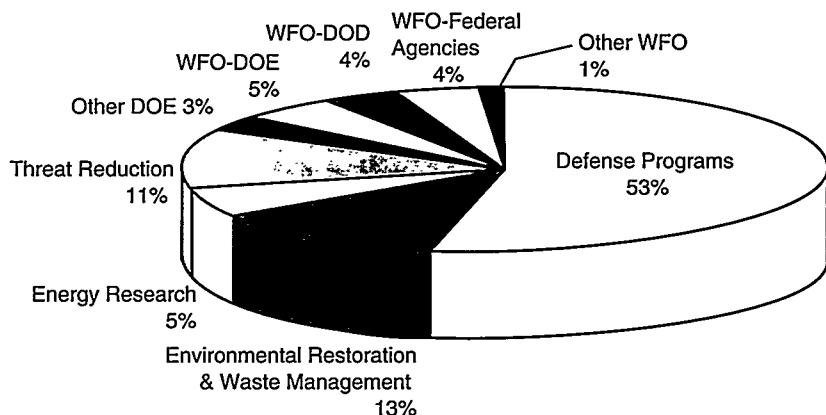 WFO-Federal
Agencies
4%
Other WFO
1%
Defense Programs
53%
Environmental Restoration
& Waste Management
13%
Energy Research
5%
Threat Reduction
11%
Other DOE 3%
WFO-DOE
5%
WFO-DOD
4%